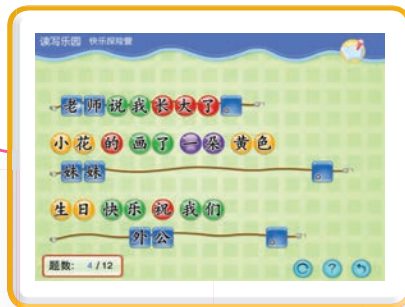 读写乐园 快乐探险营
老师说我长大了。
小花的画了一朵黄色
妹妹。
生日快乐祝我们
外公。
题数: 4/12